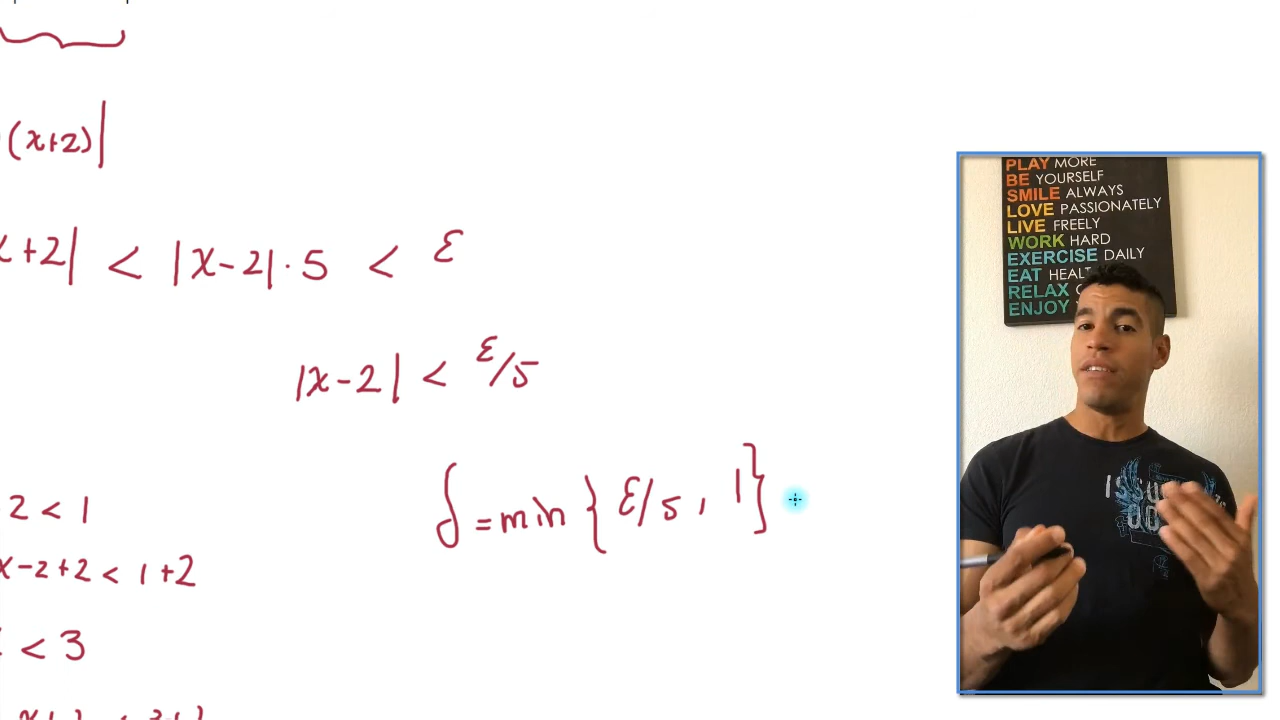 (x+2)|
x+2| < |x-2|·5 < ε
|x-2| < ε/5
δ = min { ε/5 , 1 }
2 < 1
x-2+2 < 1+2
< 3
PLAY MORE
BE YOURSELF
SMILE ALWAYS
LOVE PASSIONATELY
LIVE FREELY
WORK HARD
EXERCISE DAILY
EAT
RELAX
ENJOY